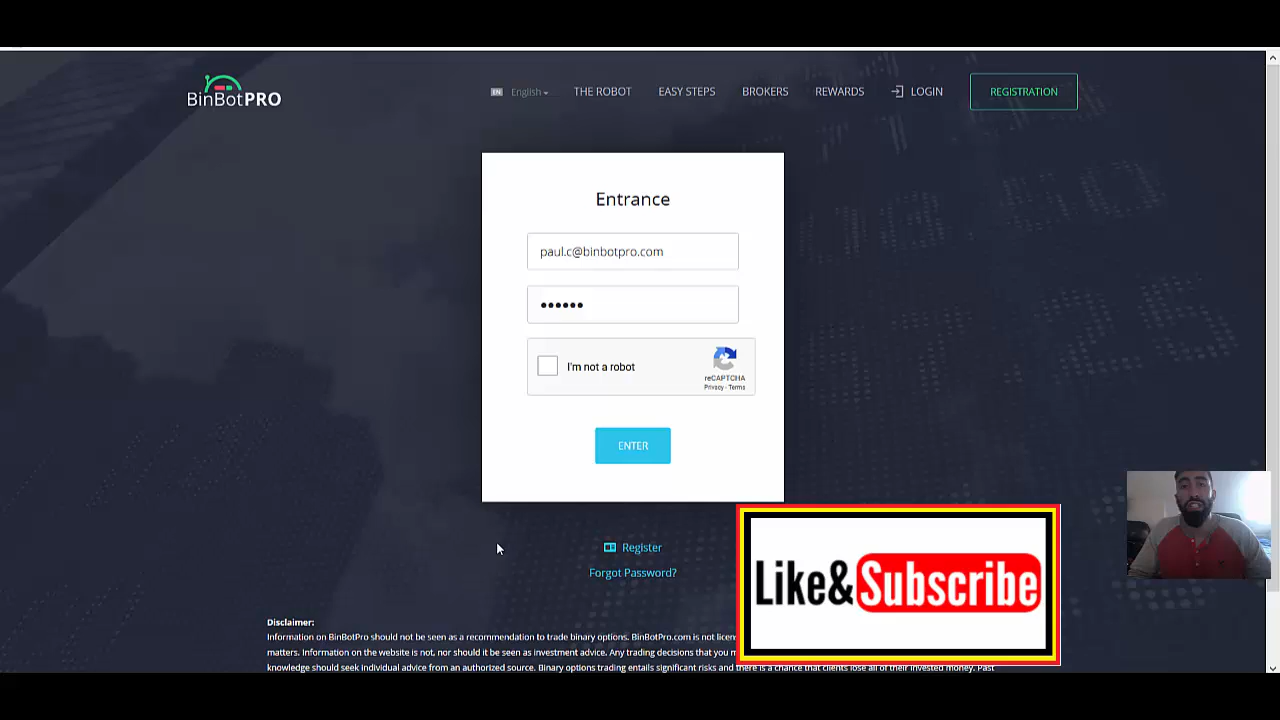 BinBotPRO
EN English THE ROBOT EASY STEPS BROKERS REWARDS LOGIN REGISTRATION
Entrance
paul.c@binbotpro.com
I'm not a robot
reCAPTCHA
Privacy - Terms
ENTER
Register
Forgot Password?
Like&Subscribe
Disclaimer:
Information on BinBotPro should not be seen as a recommendation to trade binary options. BinBotPro.com is not
matters. Information on the website is not, nor should it be seen as investment advice. Any trading decisions that you
knowledge should seek individual advice from an authorized source. Binary options trading entails significant risks and there is a chance that clients lose all of their invested money. Past